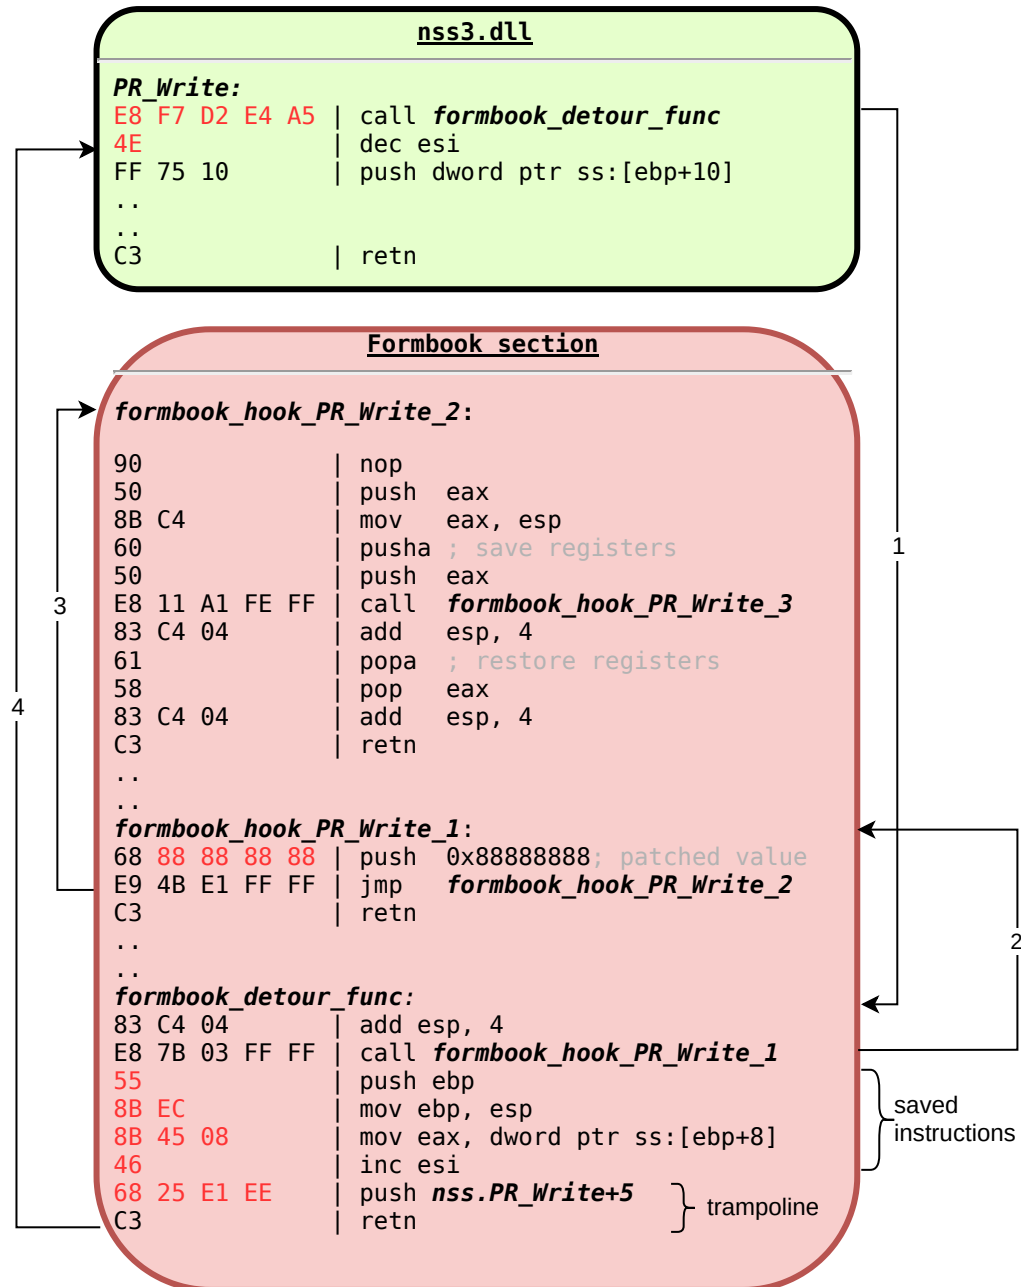 nss3.dll
PR_Write:
E8 F7 D2 E4 A5 | call formbook_detour_func
4E | dec esi
FF 75 10 | push dword ptr ss:[ebp+10]
..
..
C3 | retn
Formbook section
formbook_hook_PR_Write_2:
90 | nop
50 | push eax
8B C4 | mov eax, esp
60 | pusha ; save registers
50 | push eax
E8 11 A1 FE FF | call formbook_hook_PR_Write_3
83 C4 04 | add esp, 4
61 | popa ; restore registers
58 | pop eax
83 C4 04 | add esp, 4
C3 | retn
..
..
formbook_hook_PR_Write_1:
68 88 88 88 88 | push 0x88888888; patched value
E9 4B E1 FF FF | jmp formbook_hook_PR_Write_2
C3 | retn
..
..
formbook_detour_func:
83 C4 04 | add esp, 4
E8 7B 03 FF FF | call formbook_hook_PR_Write_1
55 | push ebp
8B EC | mov ebp, esp
8B 45 08 | mov eax, dword ptr ss:[ebp+8]
46 | inc esi
68 25 E1 EE | push nss.PR_Write+5
C3 | retn
saved
instructions
trampoline
1
2
3
4